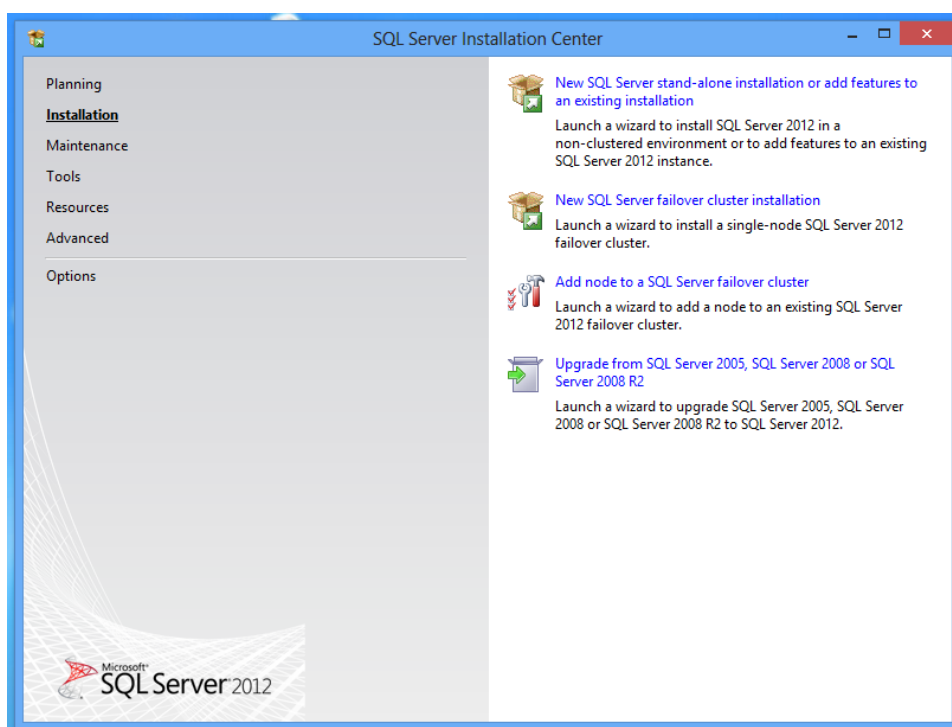 SQL Server Installation Center
Planning
Installation
Maintenance
Tools
Resources
Advanced
Options
New SQL Server stand-alone installation or add features to
an existing installation
Launch a wizard to install SQL Server 2012 in a
non-clustered environment or to add features to an existing
SQL Server 2012 instance.
New SQL Server failover cluster installation
Launch a wizard to install a single-node SQL Server 2012
failover cluster.
Add node to a SQL Server failover cluster
Launch a wizard to add a node to an existing SQL Server
2012 failover cluster.
Upgrade from SQL Server 2005, SQL Server 2008 or SQL
Server 2008 R2
Launch a wizard to upgrade SQL Server 2005, SQL Server
2008 or SQL Server 2008 R2 to SQL Server 2012.
Microsoft®
SQL Server 2012